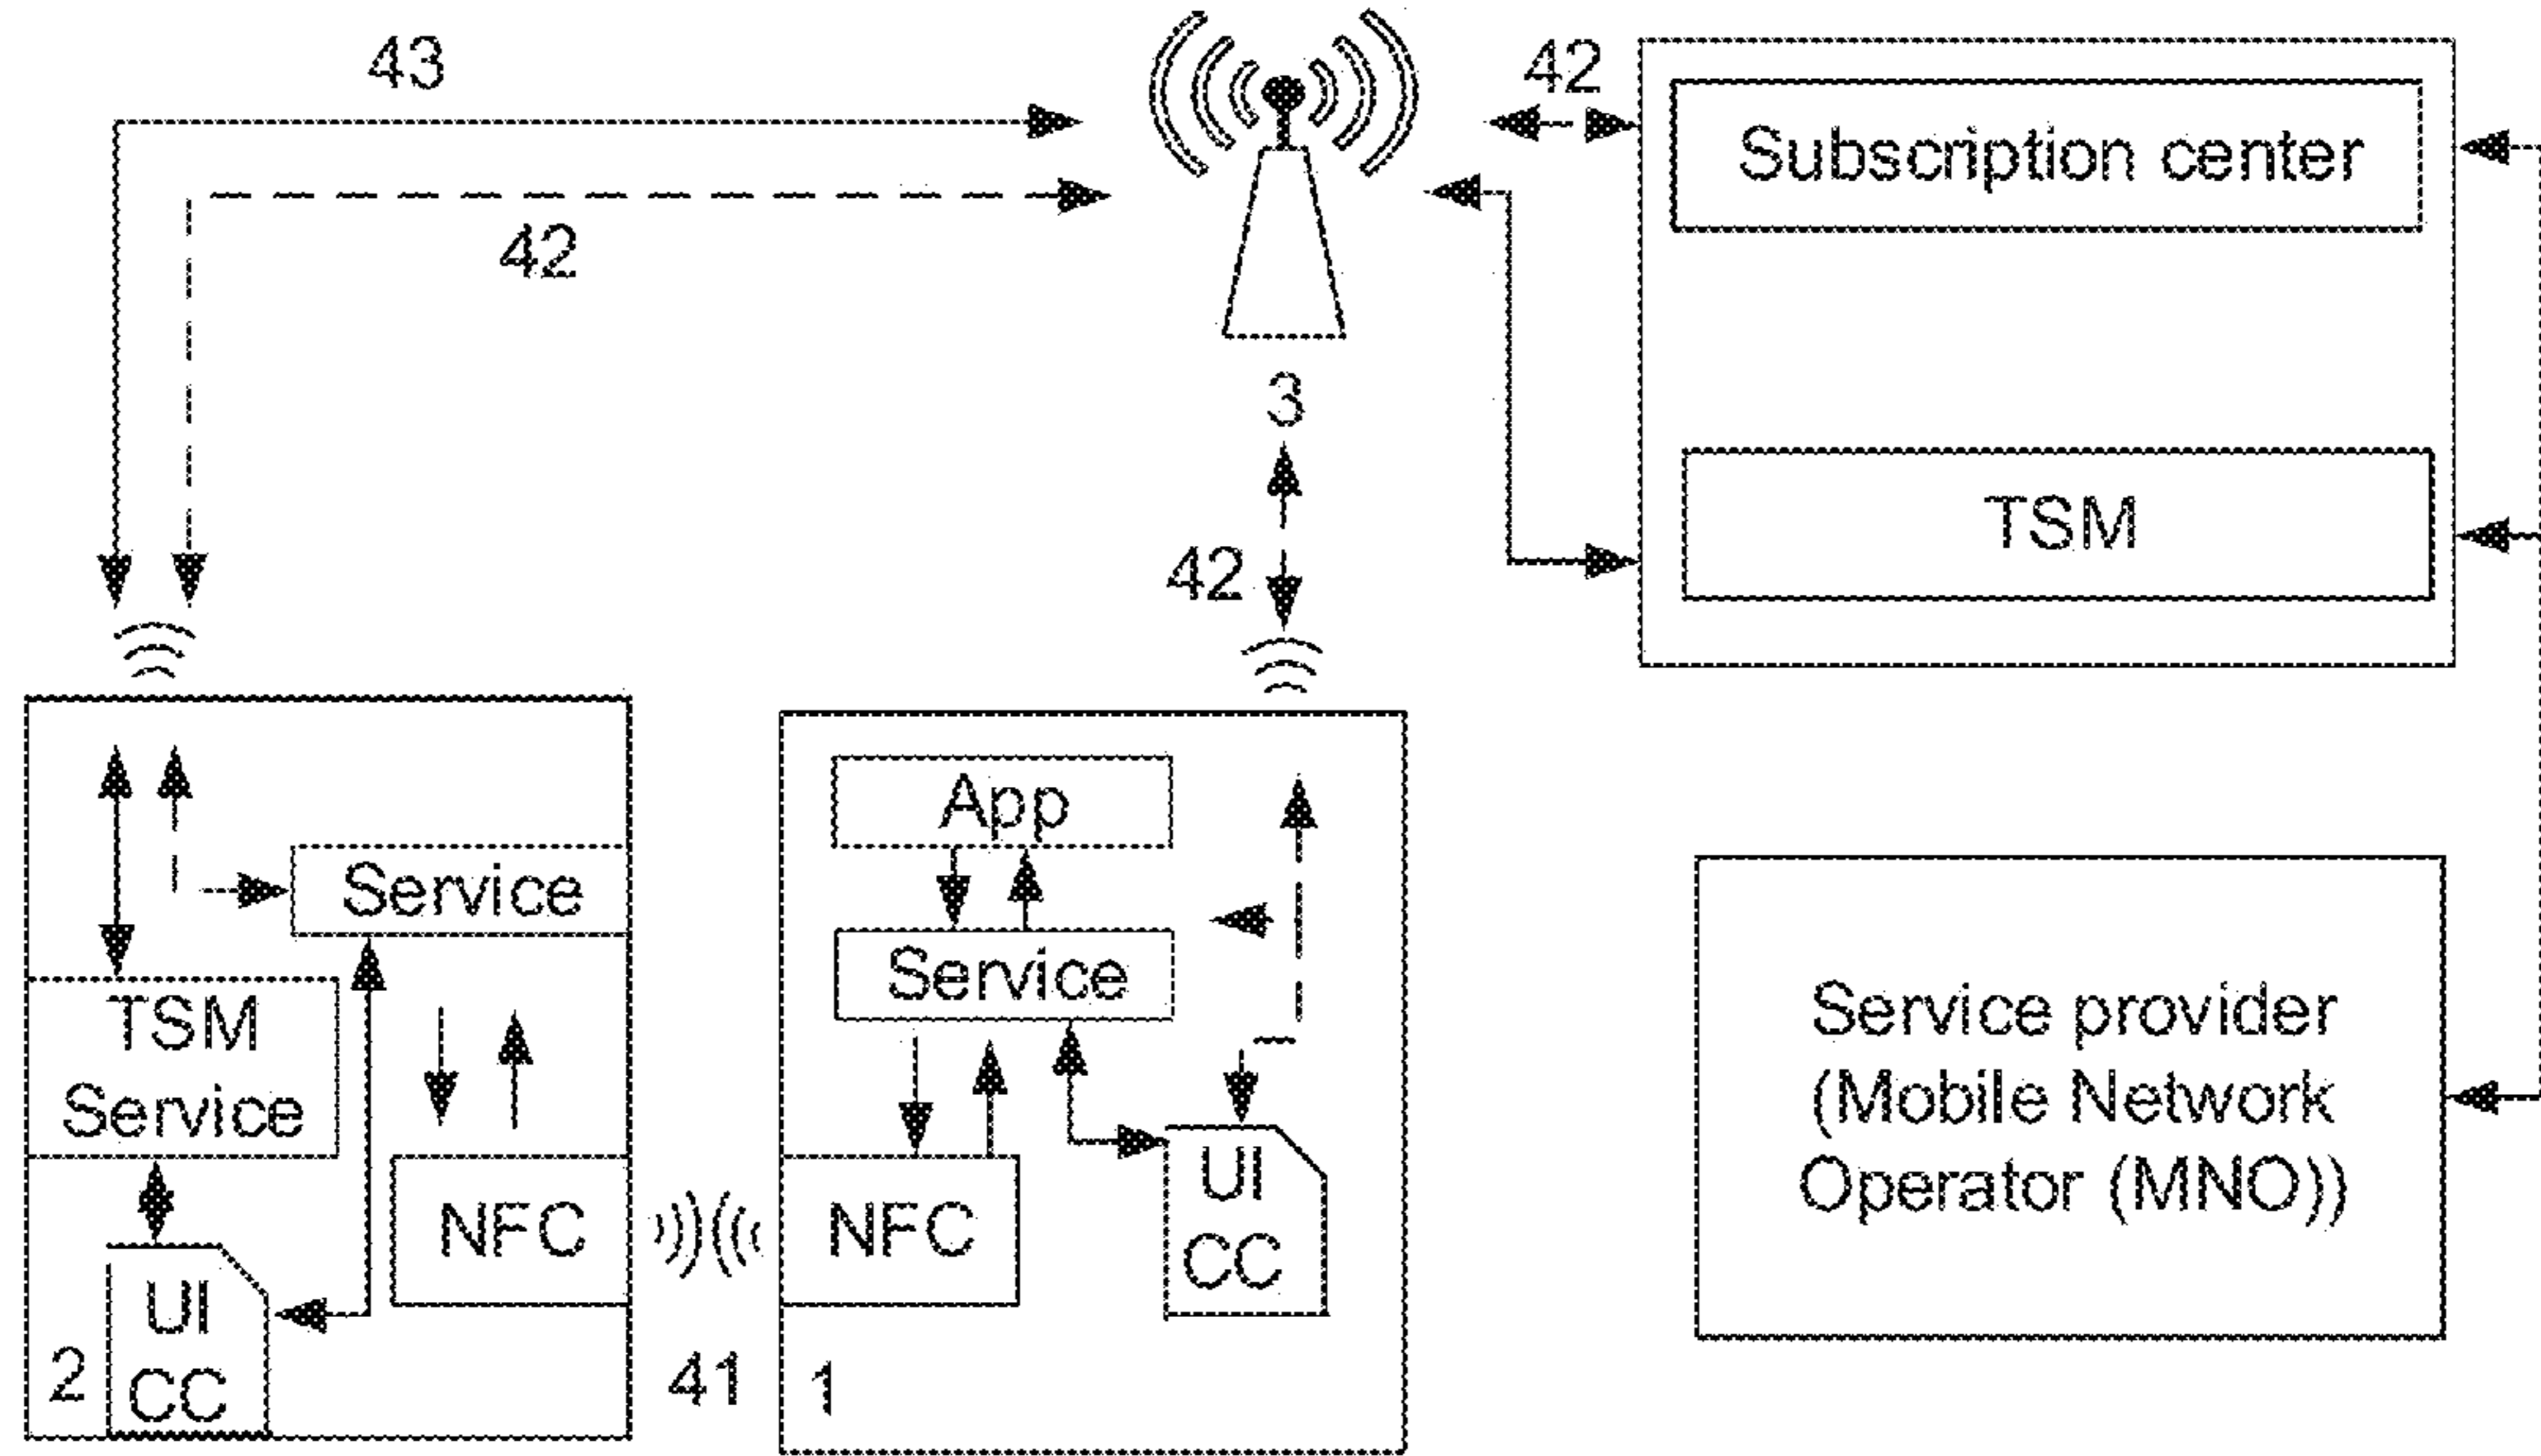 43
42
Subscription center
42
3
TSM
42
App
Service
Service
TSM
Service
NFC
UI
CC
2
41
NFC
UI
CC
1
Service provider
(Mobile Network
Operator (MNO))